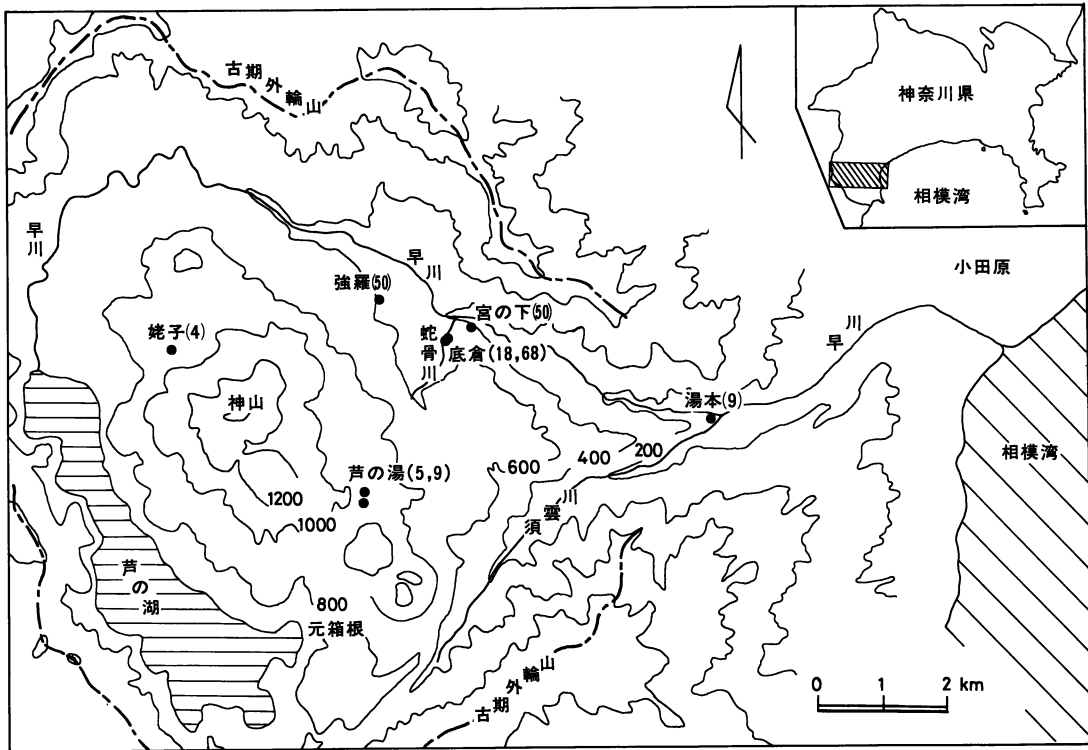 古期外輪山
神奈川県
相模湾
早川
早川
小田原
強羅(50)
宮の下(50)
姥子(4)
蛇骨川
底倉(18,68)
早川
神山
湯本(9)
相模湾
600
400
200
芦の湯(5,9)
1200
1000
須雲川
芦の湖
800
元箱根
古期外輪山
0 1 2 km